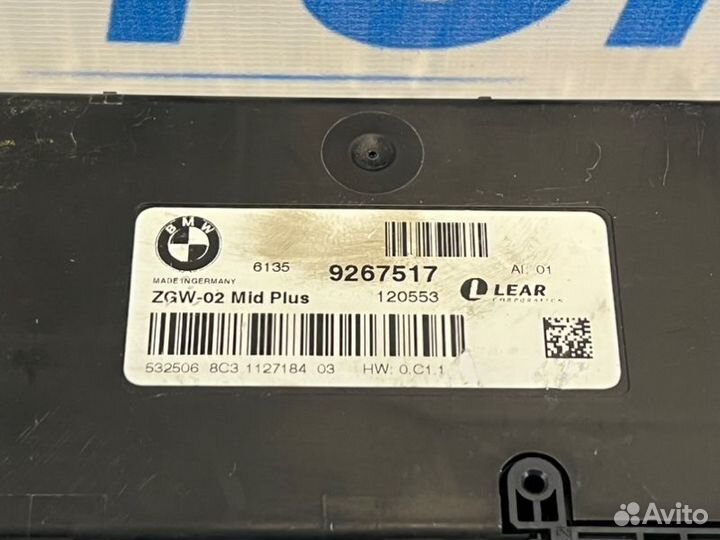 BMW
MADE IN GERMANY
6135 9267517 AI: 01
ZGW-02 Mid Plus 120553 LEAR
CORPORATION
532506 8C3 1127184 03 HW: 0.C1.1
Avito